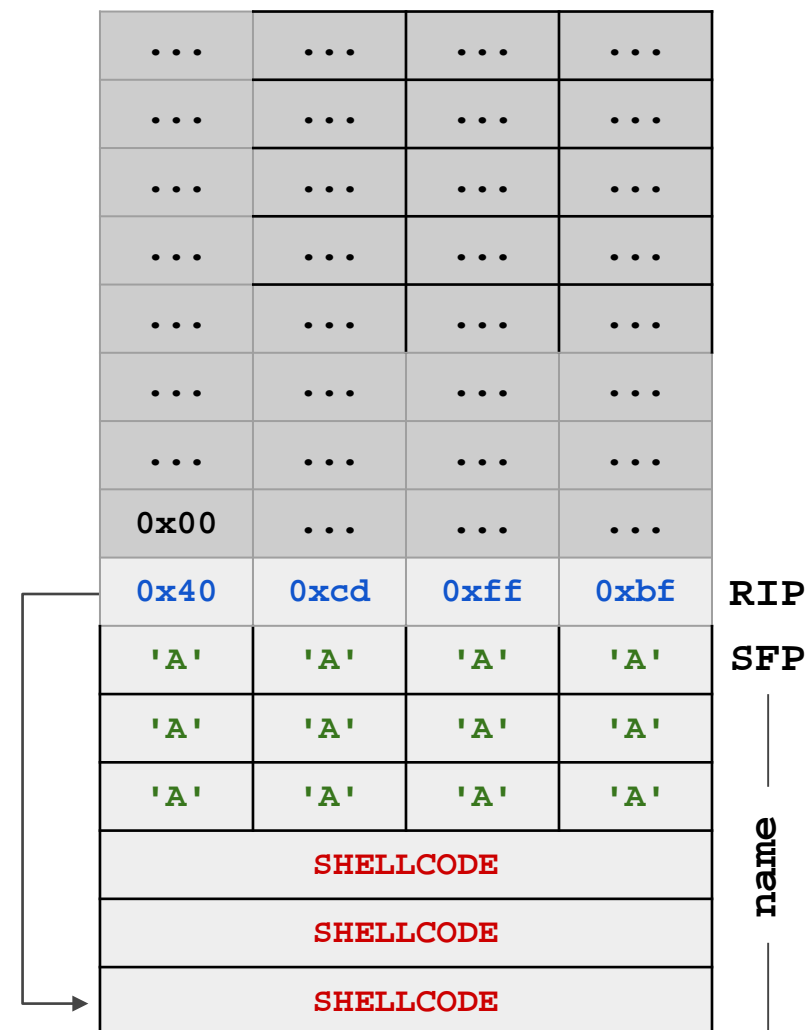 ... ... ... ...
... ... ... ...
... ... ... ...
... ... ... ...
... ... ... ...
... ... ... ...
... ... ... ...
0x00 ... ... ...
0x40 0xcd 0xff 0xbf RIP
'A' 'A' 'A' 'A' SFP
'A' 'A' 'A' 'A'
'A' 'A' 'A' 'A'
SHELLCODE
name
SHELLCODE
SHELLCODE